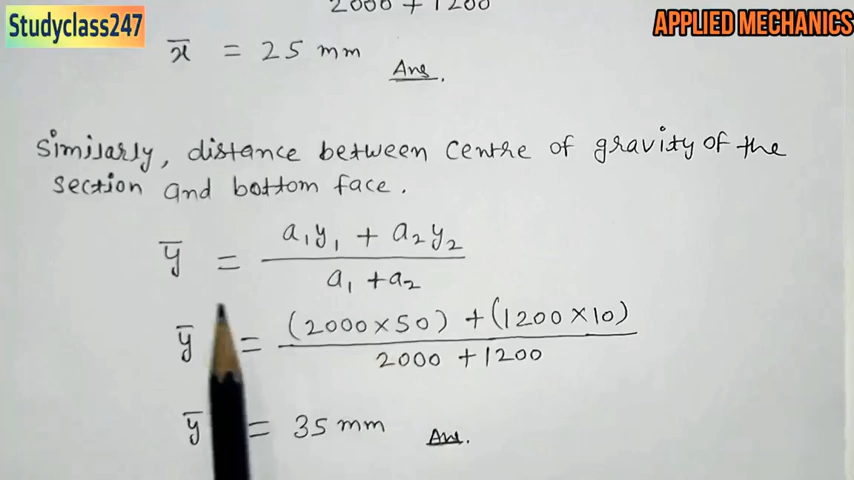 Studyclass247
APPLIED MECHANICS
2000 + 1200
x̄ = 25 mm Ans.
Similarly, distance between centre of gravity of the
section and bottom face.
ȳ = a₁y₁ + a₂y₂
a₁ + a₂
ȳ = (2000×50) + (1200×10)
2000 + 1200
ȳ = 35 mm Ans.